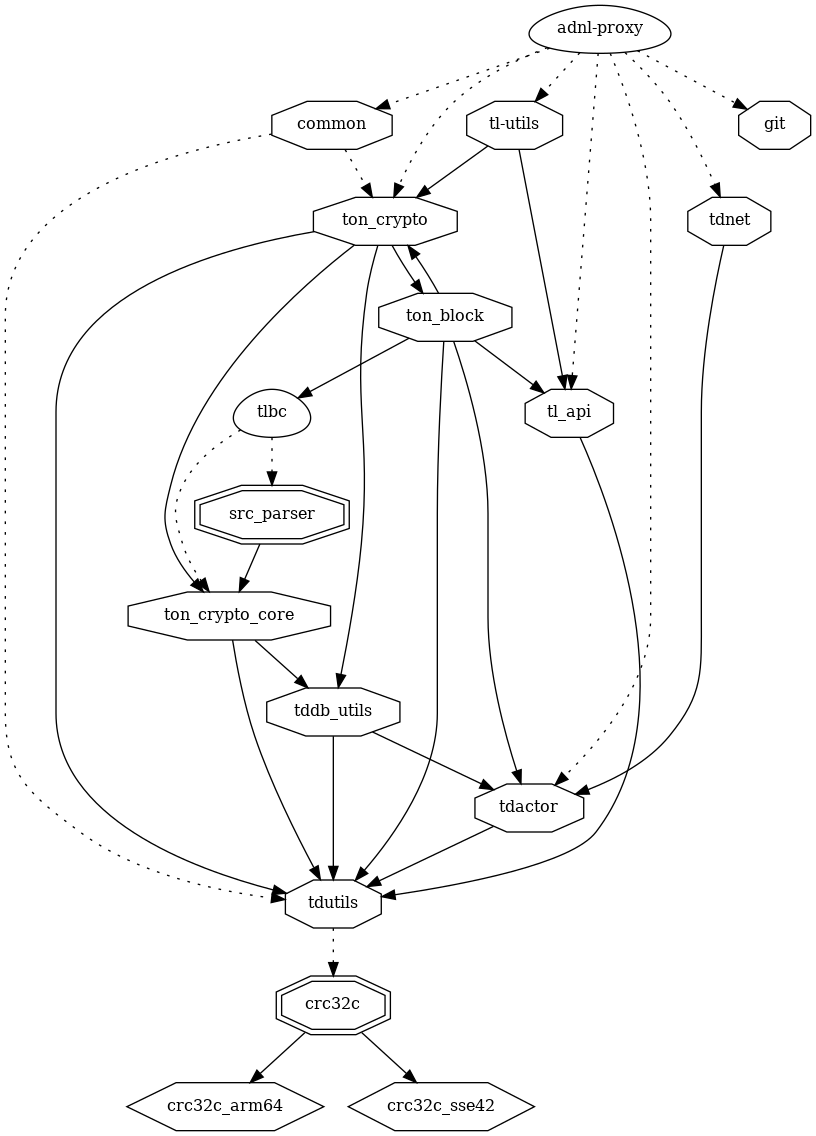 adnl-proxy
common
tl-utils
git
ton_crypto
tdnet
ton_block
tlbc
tl_api
src_parser
ton_crypto_core
tddb_utils
tdactor
tdutils
crc32c
crc32c_arm64
crc32c_sse42